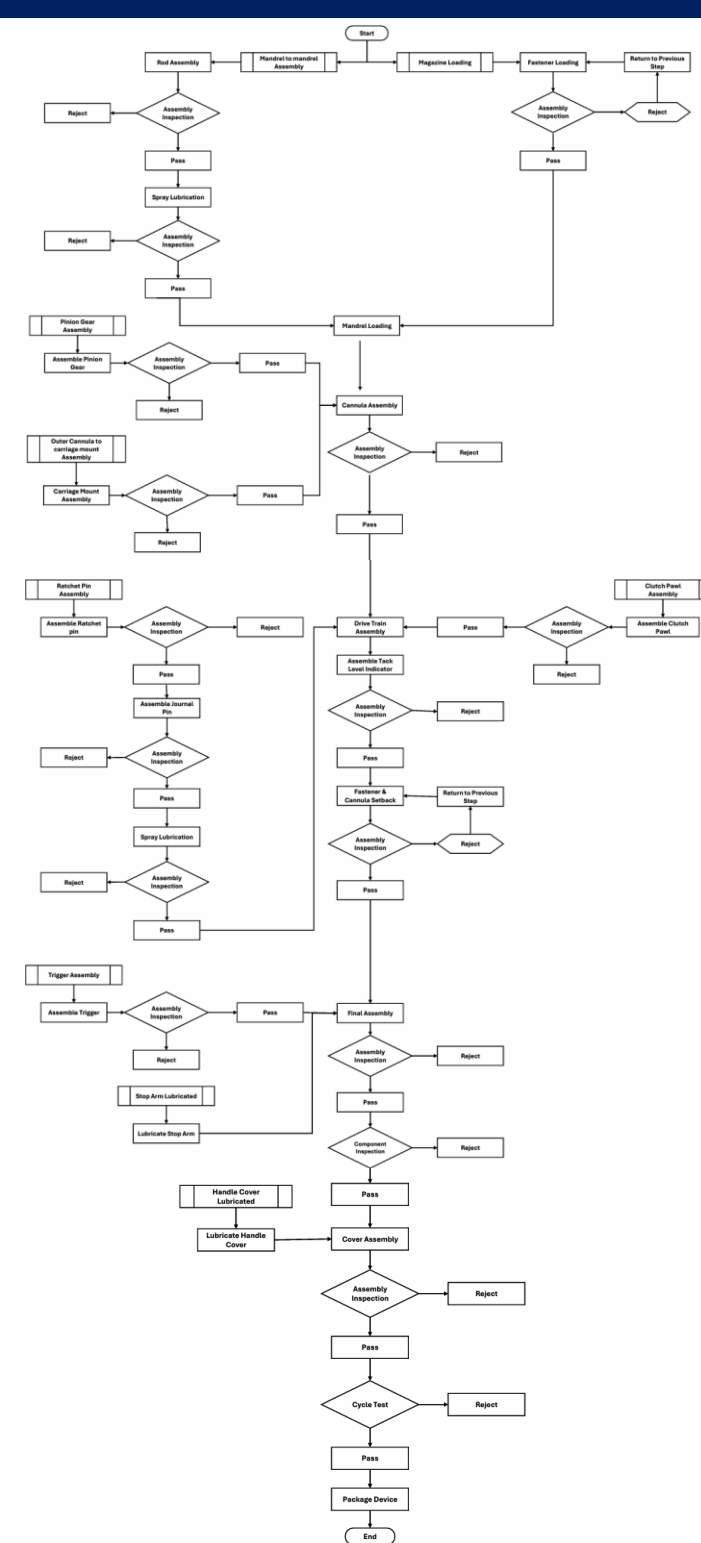 Start
Rod Assembly
Mandrel to mandrel
Assembly
Magazine Loading
Fastener Loading
Return to Previous
Step
Reject
Assembly
Inspection
Assembly
Inspection
Reject
Pass
Pass
Spray Lubrication
Reject
Assembly
Inspection
Pass
Mandrel Loading
Pinion Gear
Assembly
Assemble Pinion
Gear
Assembly
Inspection
Pass
Reject
Cannula Assembly
Outer Cannula to
carriage mount
Assembly
Assembly
Inspection
Reject
Carriage Mount
Assembly
Assembly
Inspection
Pass
Reject
Pass
Ratchet Pin
Assembly
Clutch Pawl
Assembly
Assemble Ratchet
pin
Assembly
Inspection
Reject
Drive Train
Assembly
Pass
Assembly
Inspection
Assemble Clutch
Pawl
Reject
Pass
Assemble Tack
Level Indicator
Assemble Journal
Pin
Assembly
Inspection
Reject
Reject
Assembly
Inspection
Pass
Pass
Fastener &
Cannula Setback
Return to Previous
Step
Spray Lubrication
Assembly
Inspection
Reject
Reject
Assembly
Inspection
Pass
Pass
Trigger Assembly
Assemble Trigger
Assembly
Inspection
Pass
Final Assembly
Reject
Assembly
Inspection
Reject
Stop Arm Lubricated
Pass
Lubricate Stop Arm
Component
Inspection
Reject
Handle Cover
Lubricated
Pass
Lubricate Handle
Cover
Cover Assembly
Assembly
Inspection
Reject
Pass
Cycle Test
Reject
Pass
Package Device
End